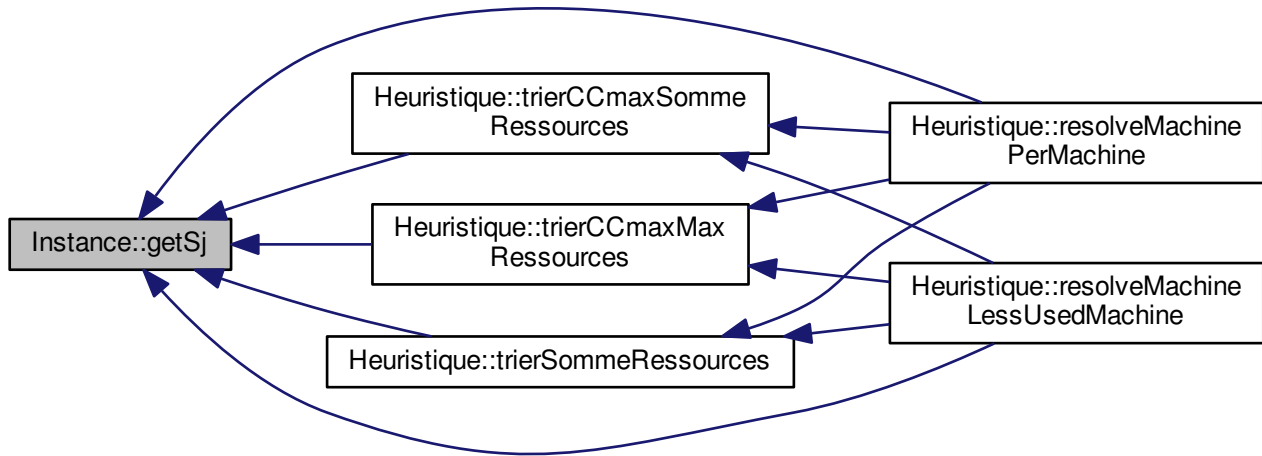 Instance::getSj
Heuristique::trierCCmaxSomme
Ressources
Heuristique::trierCCmaxMax
Ressources
Heuristique::trierSommeRessources
Heuristique::resolveMachine
PerMachine
Heuristique::resolveMachine
LessUsedMachine